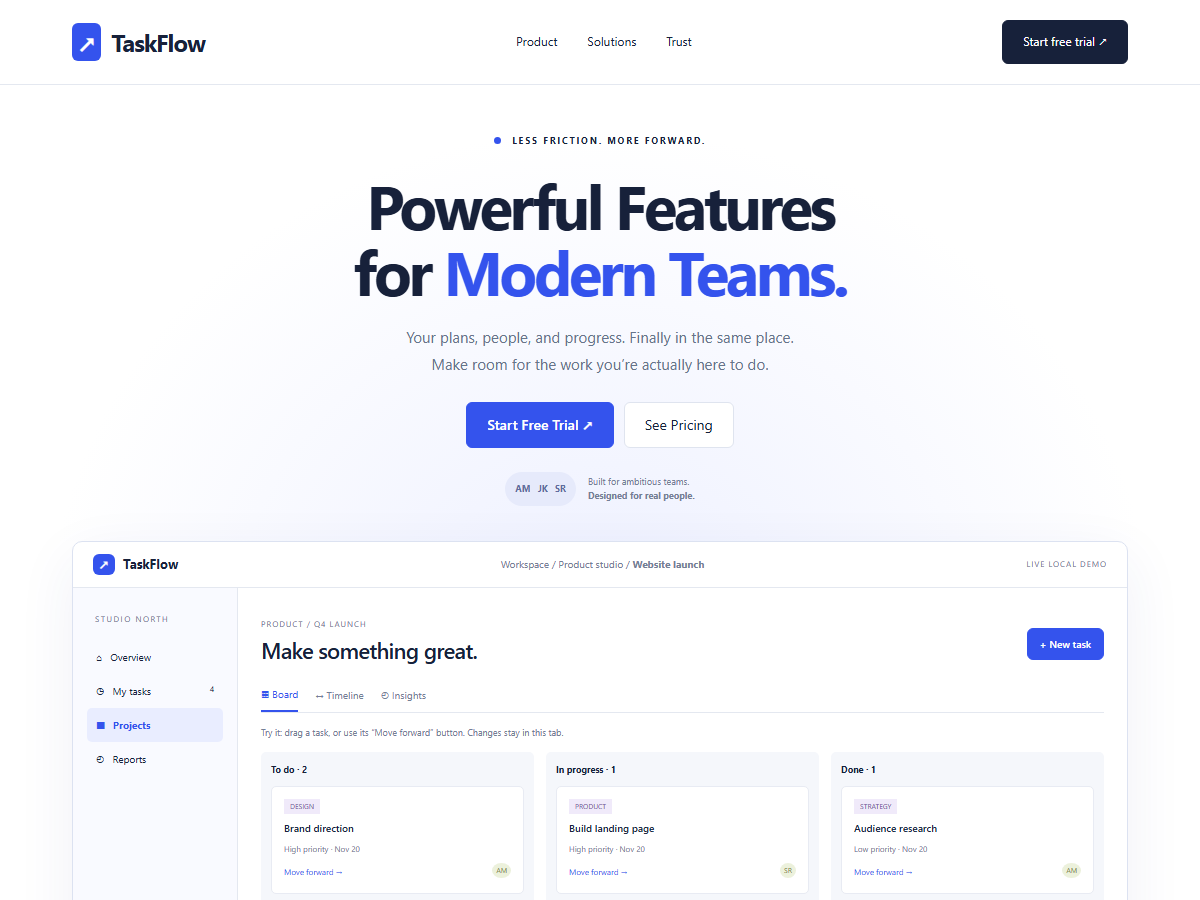 TaskFlow
Product
Solutions
Trust
Start free trial ↗
LESS FRICTION. MORE FORWARD.
Powerful Features
for Modern Teams.
Your plans, people, and progress. Finally in the same place.
Make room for the work you’re actually here to do.
Start Free Trial ↗
See Pricing
AM JK SR
Built for ambitious teams.
Designed for real people.
TaskFlow
Workspace / Product studio / Website launch
LIVE LOCAL DEMO
STUDIO NORTH
Overview
My tasks 4
Projects
Reports
PRODUCT / Q4 LAUNCH
Make something great.
+ New task
Board
Timeline
Insights
Try it: drag a task, or use its “Move forward” button. Changes stay in this tab.
To do · 2
DESIGN
Brand direction
High priority · Nov 20
Move forward →
AM
In progress · 1
PRODUCT
Build landing page
High priority · Nov 20
Move forward →
SR
Done · 1
STRATEGY
Audience research
Low priority · Nov 20
Move forward →
AM